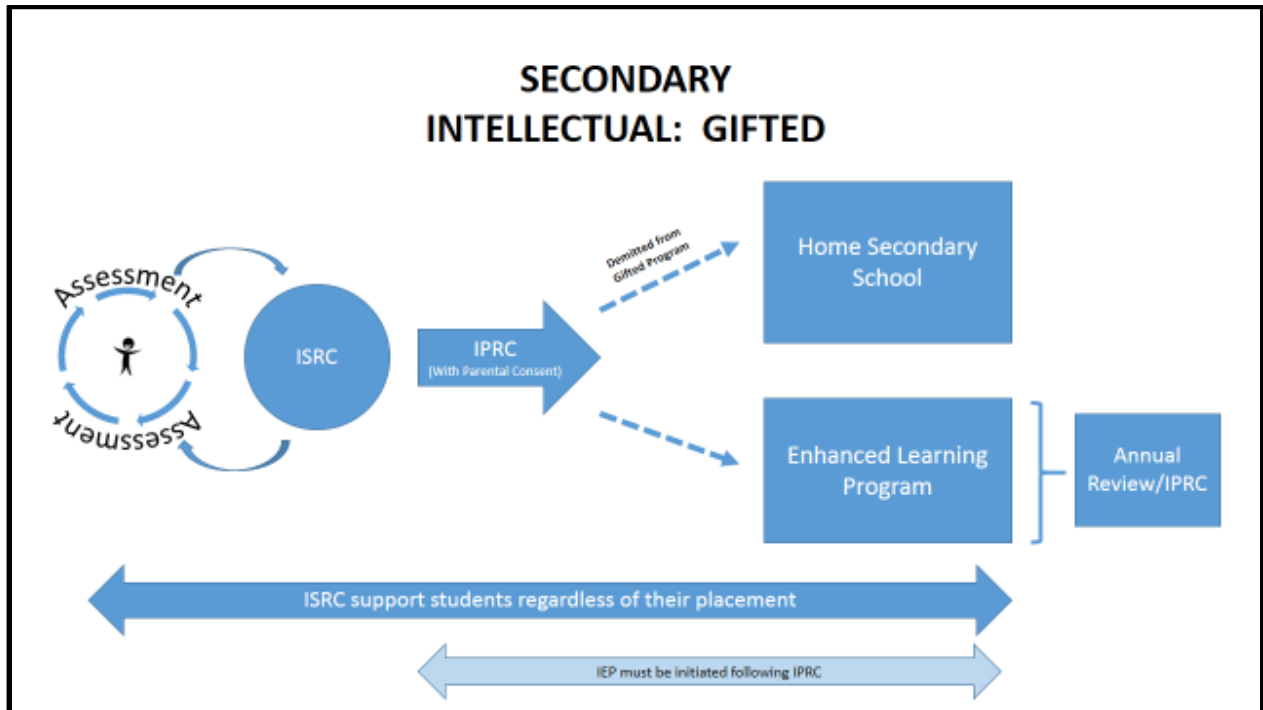 SECONDARY
INTELLECTUAL: GIFTED
Assessment
Assessment
ISRC
IPRC
(With Parental Consent)
Demitted from
Gifted Program
Home Secondary
School
Enhanced Learning
Program
Annual
Review/IPRC
ISRC support students regardless of their placement
IEP must be initiated following IPRC